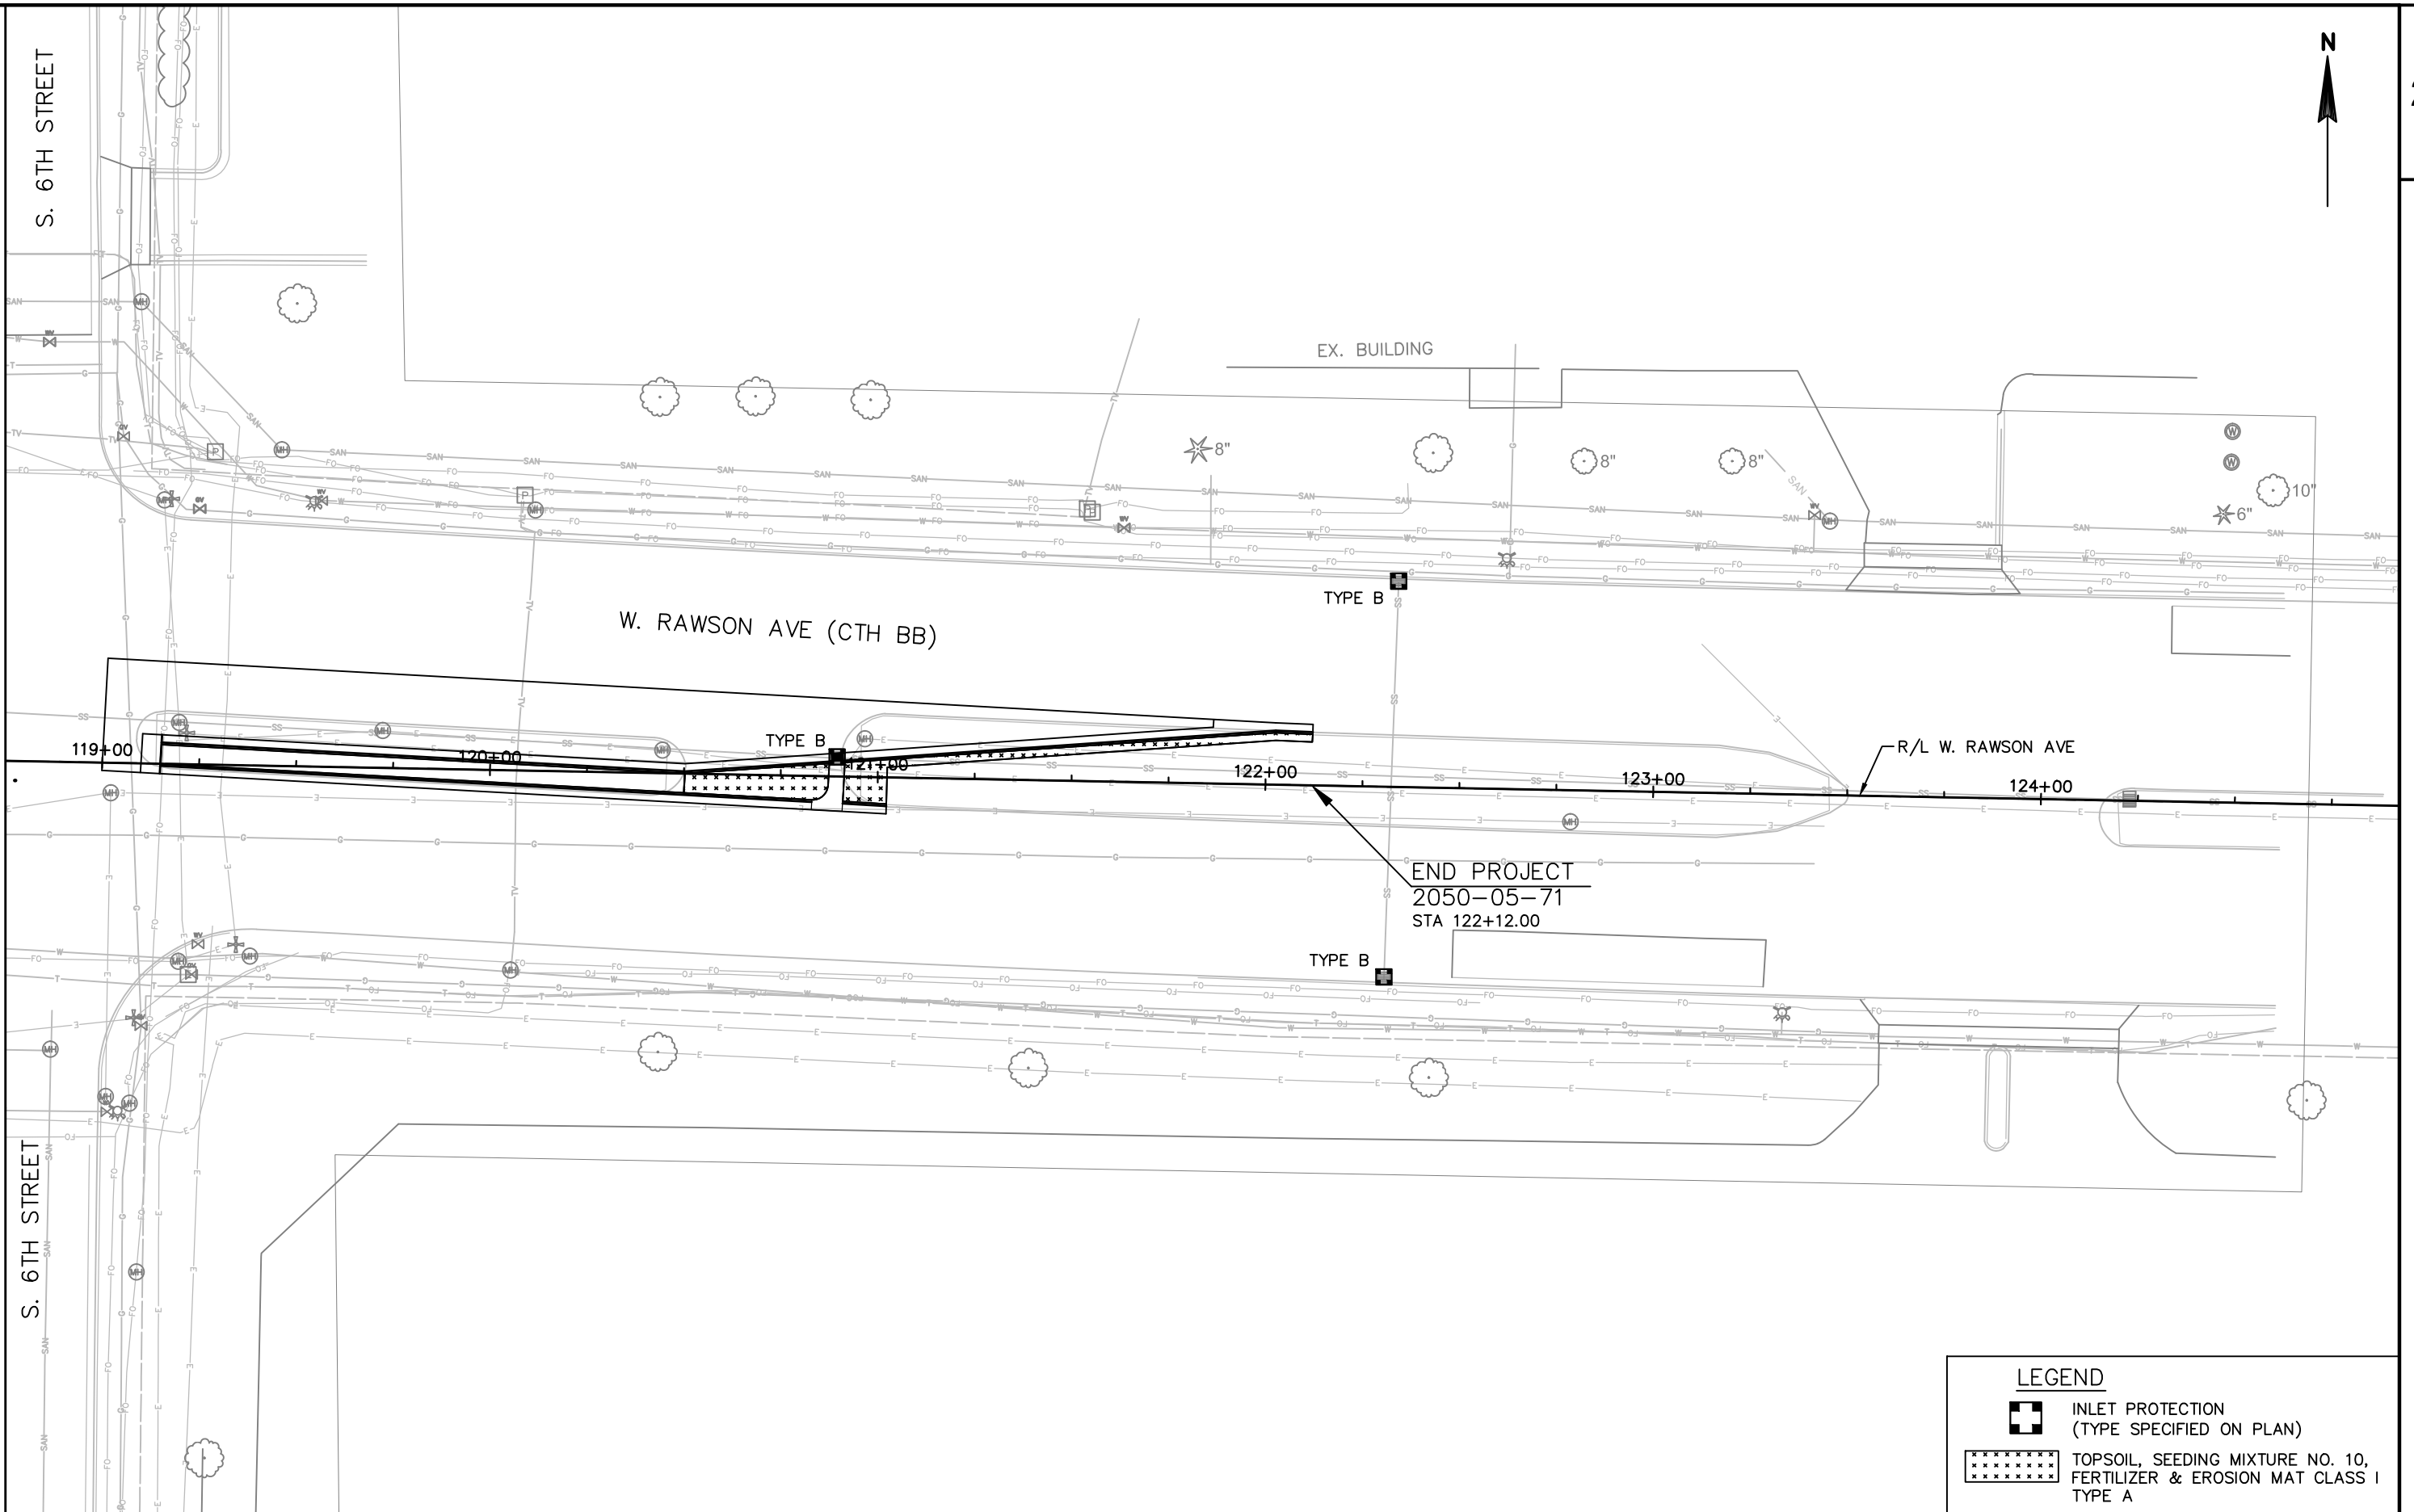 N
S. 6TH STREET
EX. BUILDING
8"
8"
8"
10"
6"
TYPE B
W. RAWSON AVE (CTH BB)
TYPE B
119+00
120+00
121+00
122+00
123+00
124+00
R/L W. RAWSON AVE
END PROJECT
2050-05-71
STA 122+12.00
TYPE B
S. 6TH STREET
LEGEND
INLET PROTECTION
(TYPE SPECIFIED ON PLAN)
TOPSOIL, SEEDING MIXTURE NO. 10,
FERTILIZER & EROSION MAT CLASS I
TYPE A